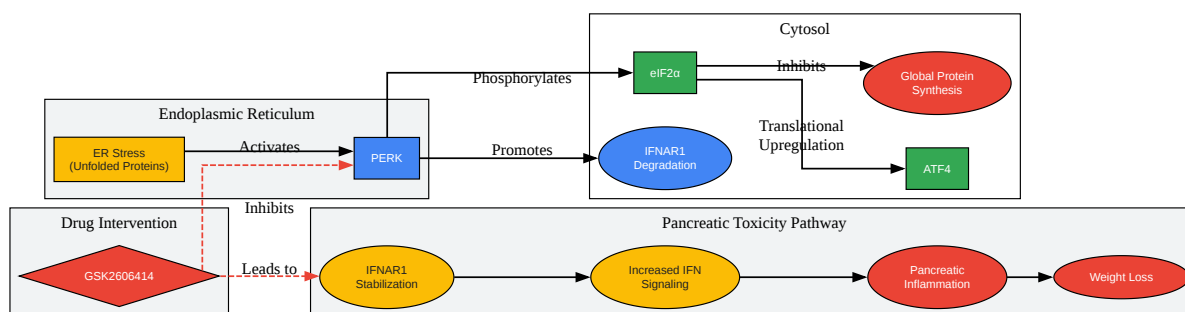 Cytosol
Phosphorylates
eIF2α
Inhibits
Global Protein
Synthesis
Endoplasmic Reticulum
ER Stress
(Unfolded Proteins)
Activates
PERK
Promotes
IFNAR1
Degradation
Translational
Upregulation
ATF4
Drug Intervention
Inhibits
Pancreatic Toxicity Pathway
GSK2606414
Leads to
IFNAR1
Stabilization
Increased IFN
Signaling
Pancreatic
Inflammation
Weight Loss